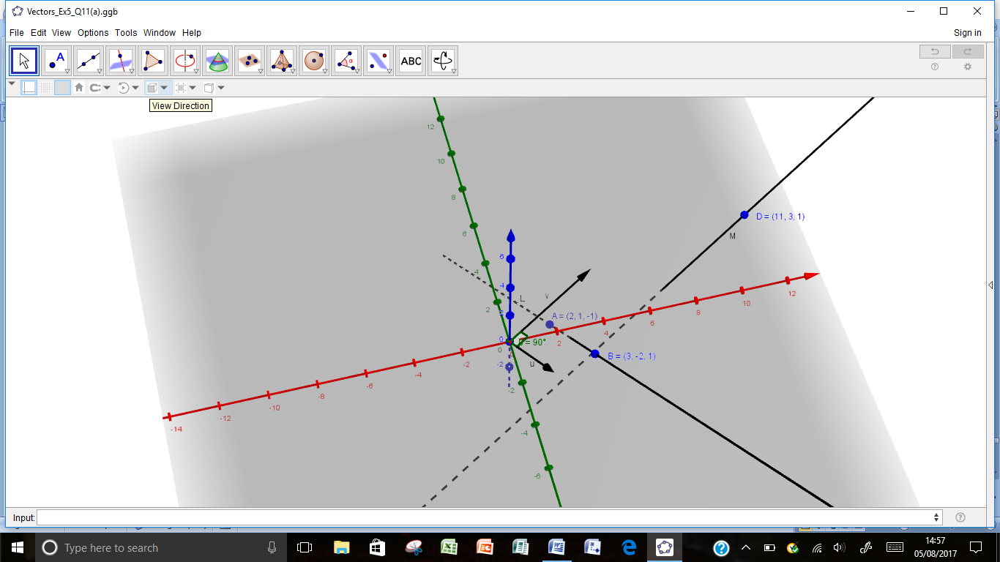 Vectors_Ex5_Q11(a).ggb
File Edit View Options Tools Window Help
Sign in
A
ABC
View Direction
12
10
8
6
4
2
0
-2
-4
-6
6
4
2
0
-2
-14
-12
-10
-8
-6
-4
-2
2
4
6
8
10
12
D = (11, 3, 1)
M
L
v
A = (2, 1, -1)
= 90°
B = (3, -2, 1)
u
Input:
Type here to search
14:57
05/08/2017